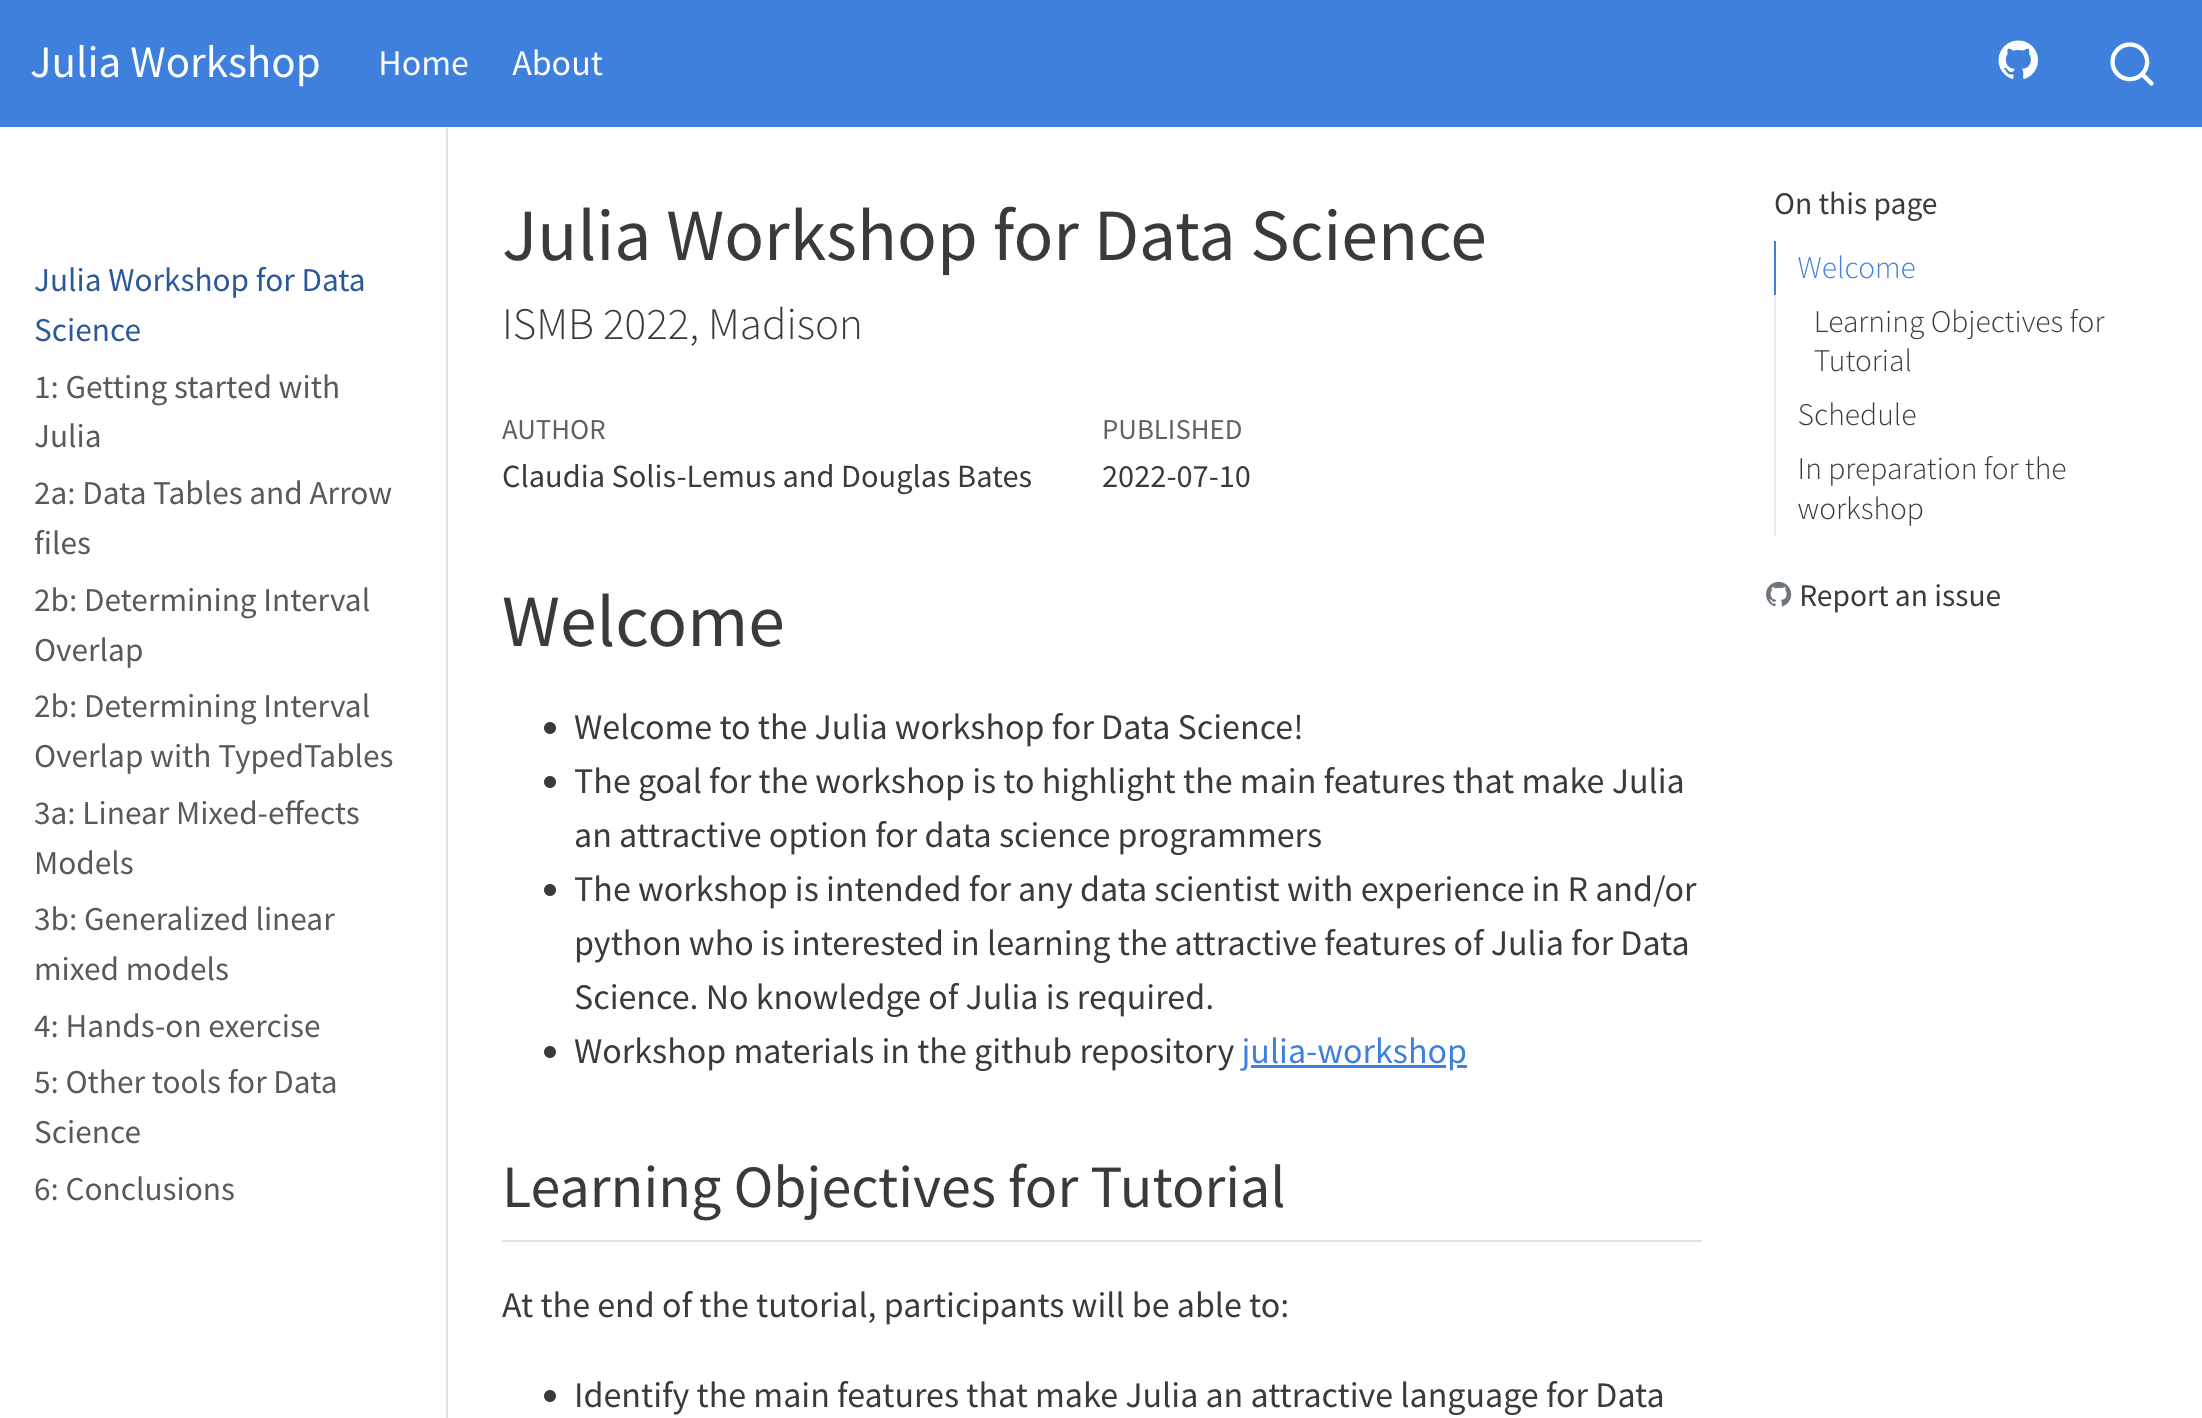 Julia Workshop Home About
Julia Workshop for Data
Science
1: Getting started with
Julia
2a: Data Tables and Arrow
files
2b: Determining Interval
Overlap
2b: Determining Interval
Overlap with TypedTables
3a: Linear Mixed-effects
Models
3b: Generalized linear
mixed models
4: Hands-on exercise
5: Other tools for Data
Science
6: Conclusions
Julia Workshop for Data Science
ISMB 2022, Madison
AUTHOR PUBLISHED
Claudia Solis-Lemus and Douglas Bates 2022-07-10
Welcome
• Welcome to the Julia workshop for Data Science!
• The goal for the workshop is to highlight the main features that make Julia
an attractive option for data science programmers
• The workshop is intended for any data scientist with experience in R and/or
python who is interested in learning the attractive features of Julia for Data
Science. No knowledge of Julia is required.
• Workshop materials in the github repository julia-workshop
Learning Objectives for Tutorial
At the end of the tutorial, participants will be able to:
• Identify the main features that make Julia an attractive language for Data
On this page
Welcome
Learning Objectives for
Tutorial
Schedule
In preparation for the
workshop
Report an issue